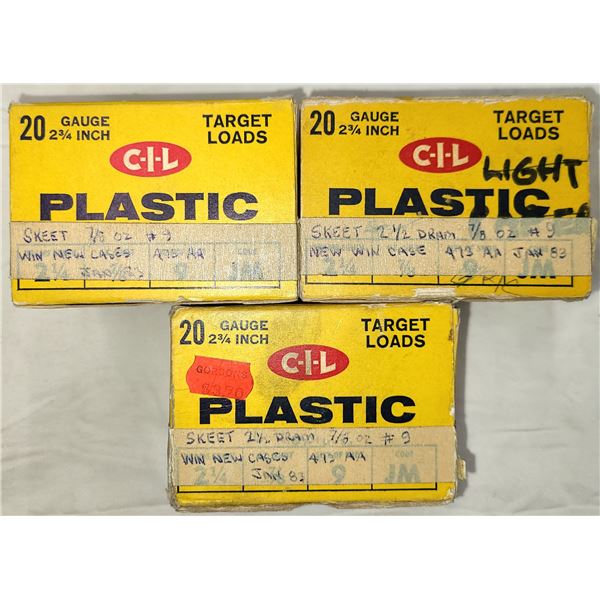 20 GAUGE 2¾ INCH TARGET LOADS
C-I-L
PLASTIC
SKEET 7/8 OZ #9
WIN NEW CASES 473 AA
JAN 83
2¼ 9 JM
20 GAUGE 2¾ INCH TARGET LOADS
C-I-L
LIGHT
PLASTIC
SKEET 2½ DRAM 7/8 OZ #9
NEW WIN CASE 473 AA JAN 83
2¼ ⅞ 9 JM
20 GAUGE 2¾ INCH TARGET LOADS
C-I-L
GORDON'S
PLASTIC
SKEET 2½ DRAM 7/8 OZ #9
WIN NEW CASES 473 AA
JAN 83
2¼ 9 JM